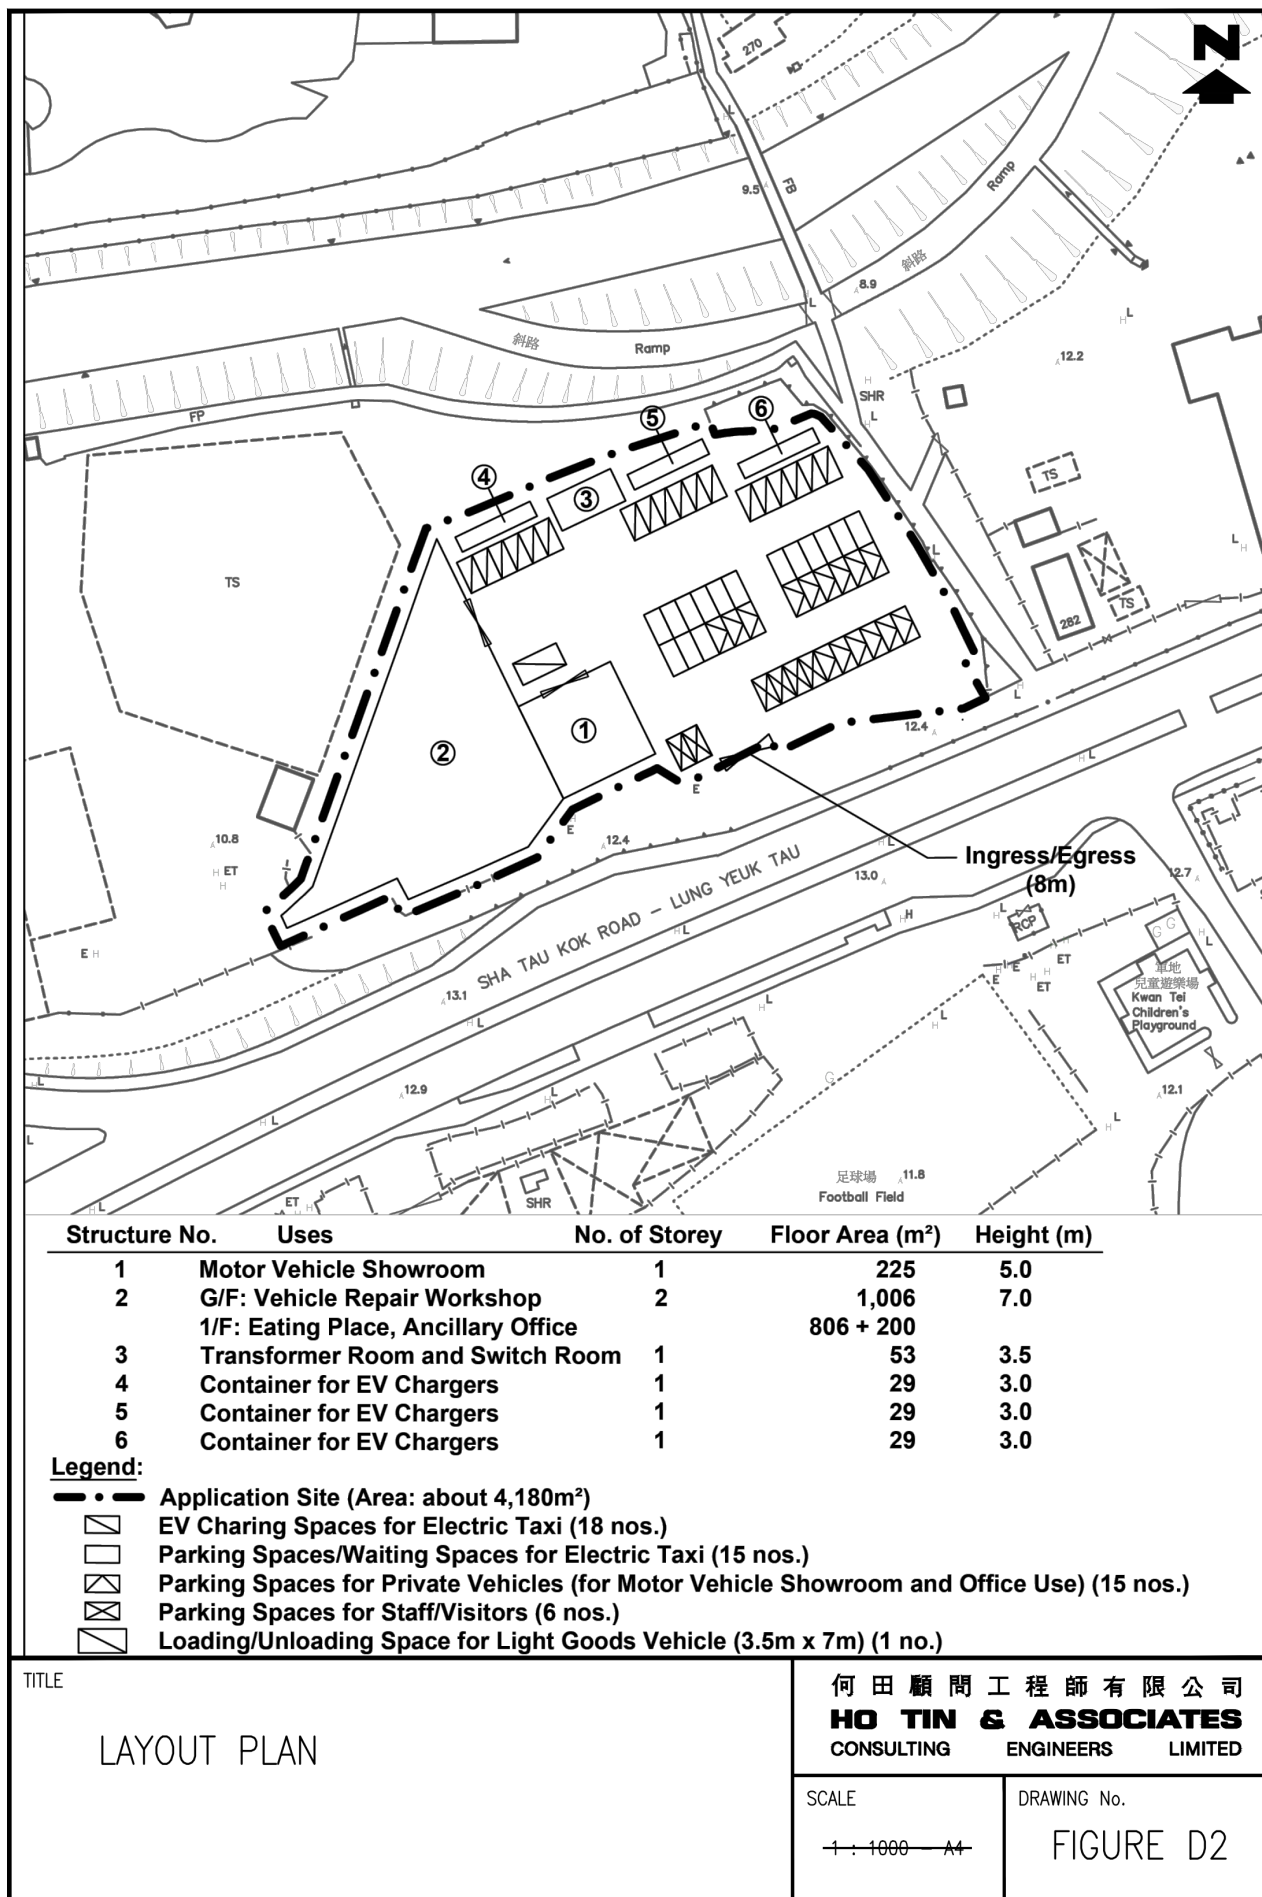 N
270
FB
9.5
Ramp
斜路
8.9
L
H L
斜路
Ramp
12.2
H
SHR
L
H
FP
6
5
4
3
TS
TS
L
H
L
TS
282
TS
1
2
H
L
12.4
H L
E
H
E
12.4
10.8
H ET
H
Ingress/Egress
(8m)
H L
13.0
12.7
H
H L
RCP
G G
H L
SHA TAU KOK ROAD - LUNG YEUK TAU
H L
E H
H E H
E
ET
H H
ET
軍地
兒童遊樂場
Kwan Tei
Children's
Playground
13.1
H L
H L
H L
G
12.9
H L
H L
H L
12.1
H L
L
足球場 11.8
Football Field
SHR
ET
H H
H L
Structure No. Uses No. of Storey Floor Area (m²) Height (m)
1 Motor Vehicle Showroom 1 225 5.0
2 G/F: Vehicle Repair Workshop 2 1,006 7.0
1/F: Eating Place, Ancillary Office 806 + 200
3 Transformer Room and Switch Room 1 53 3.5
4 Container for EV Chargers 1 29 3.0
5 Container for EV Chargers 1 29 3.0
6 Container for EV Chargers 1 29 3.0
Legend:
Application Site (Area: about 4,180m²)
EV Charing Spaces for Electric Taxi (18 nos.)
Parking Spaces/Waiting Spaces for Electric Taxi (15 nos.)
Parking Spaces for Private Vehicles (for Motor Vehicle Showroom and Office Use) (15 nos.)
Parking Spaces for Staff/Visitors (6 nos.)
Loading/Unloading Space for Light Goods Vehicle (3.5m x 7m) (1 no.)
TITLE
LAYOUT PLAN
何田顧問工程師有限公司
HO TIN & ASSOCIATES
CONSULTING ENGINEERS LIMITED
SCALE
1 : 1000 – A4
DRAWING No.
FIGURE D2